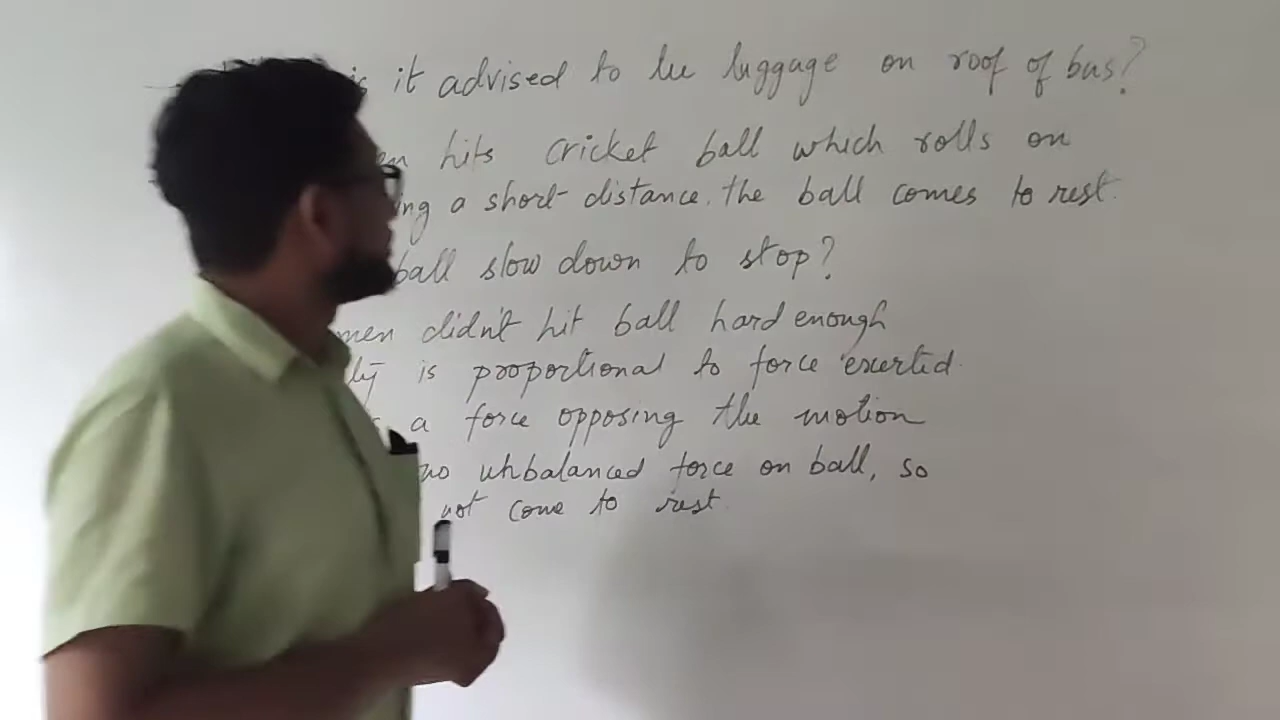 is it advised to tie luggage on roof of bus?
hits cricket ball which rolls on
a short distance. the ball comes to rest.
ball slow down to stop?
didn't hit ball hard enough
is proportional to force exerted.
a force opposing the motion
no unbalanced force on ball, so
not come to rest.